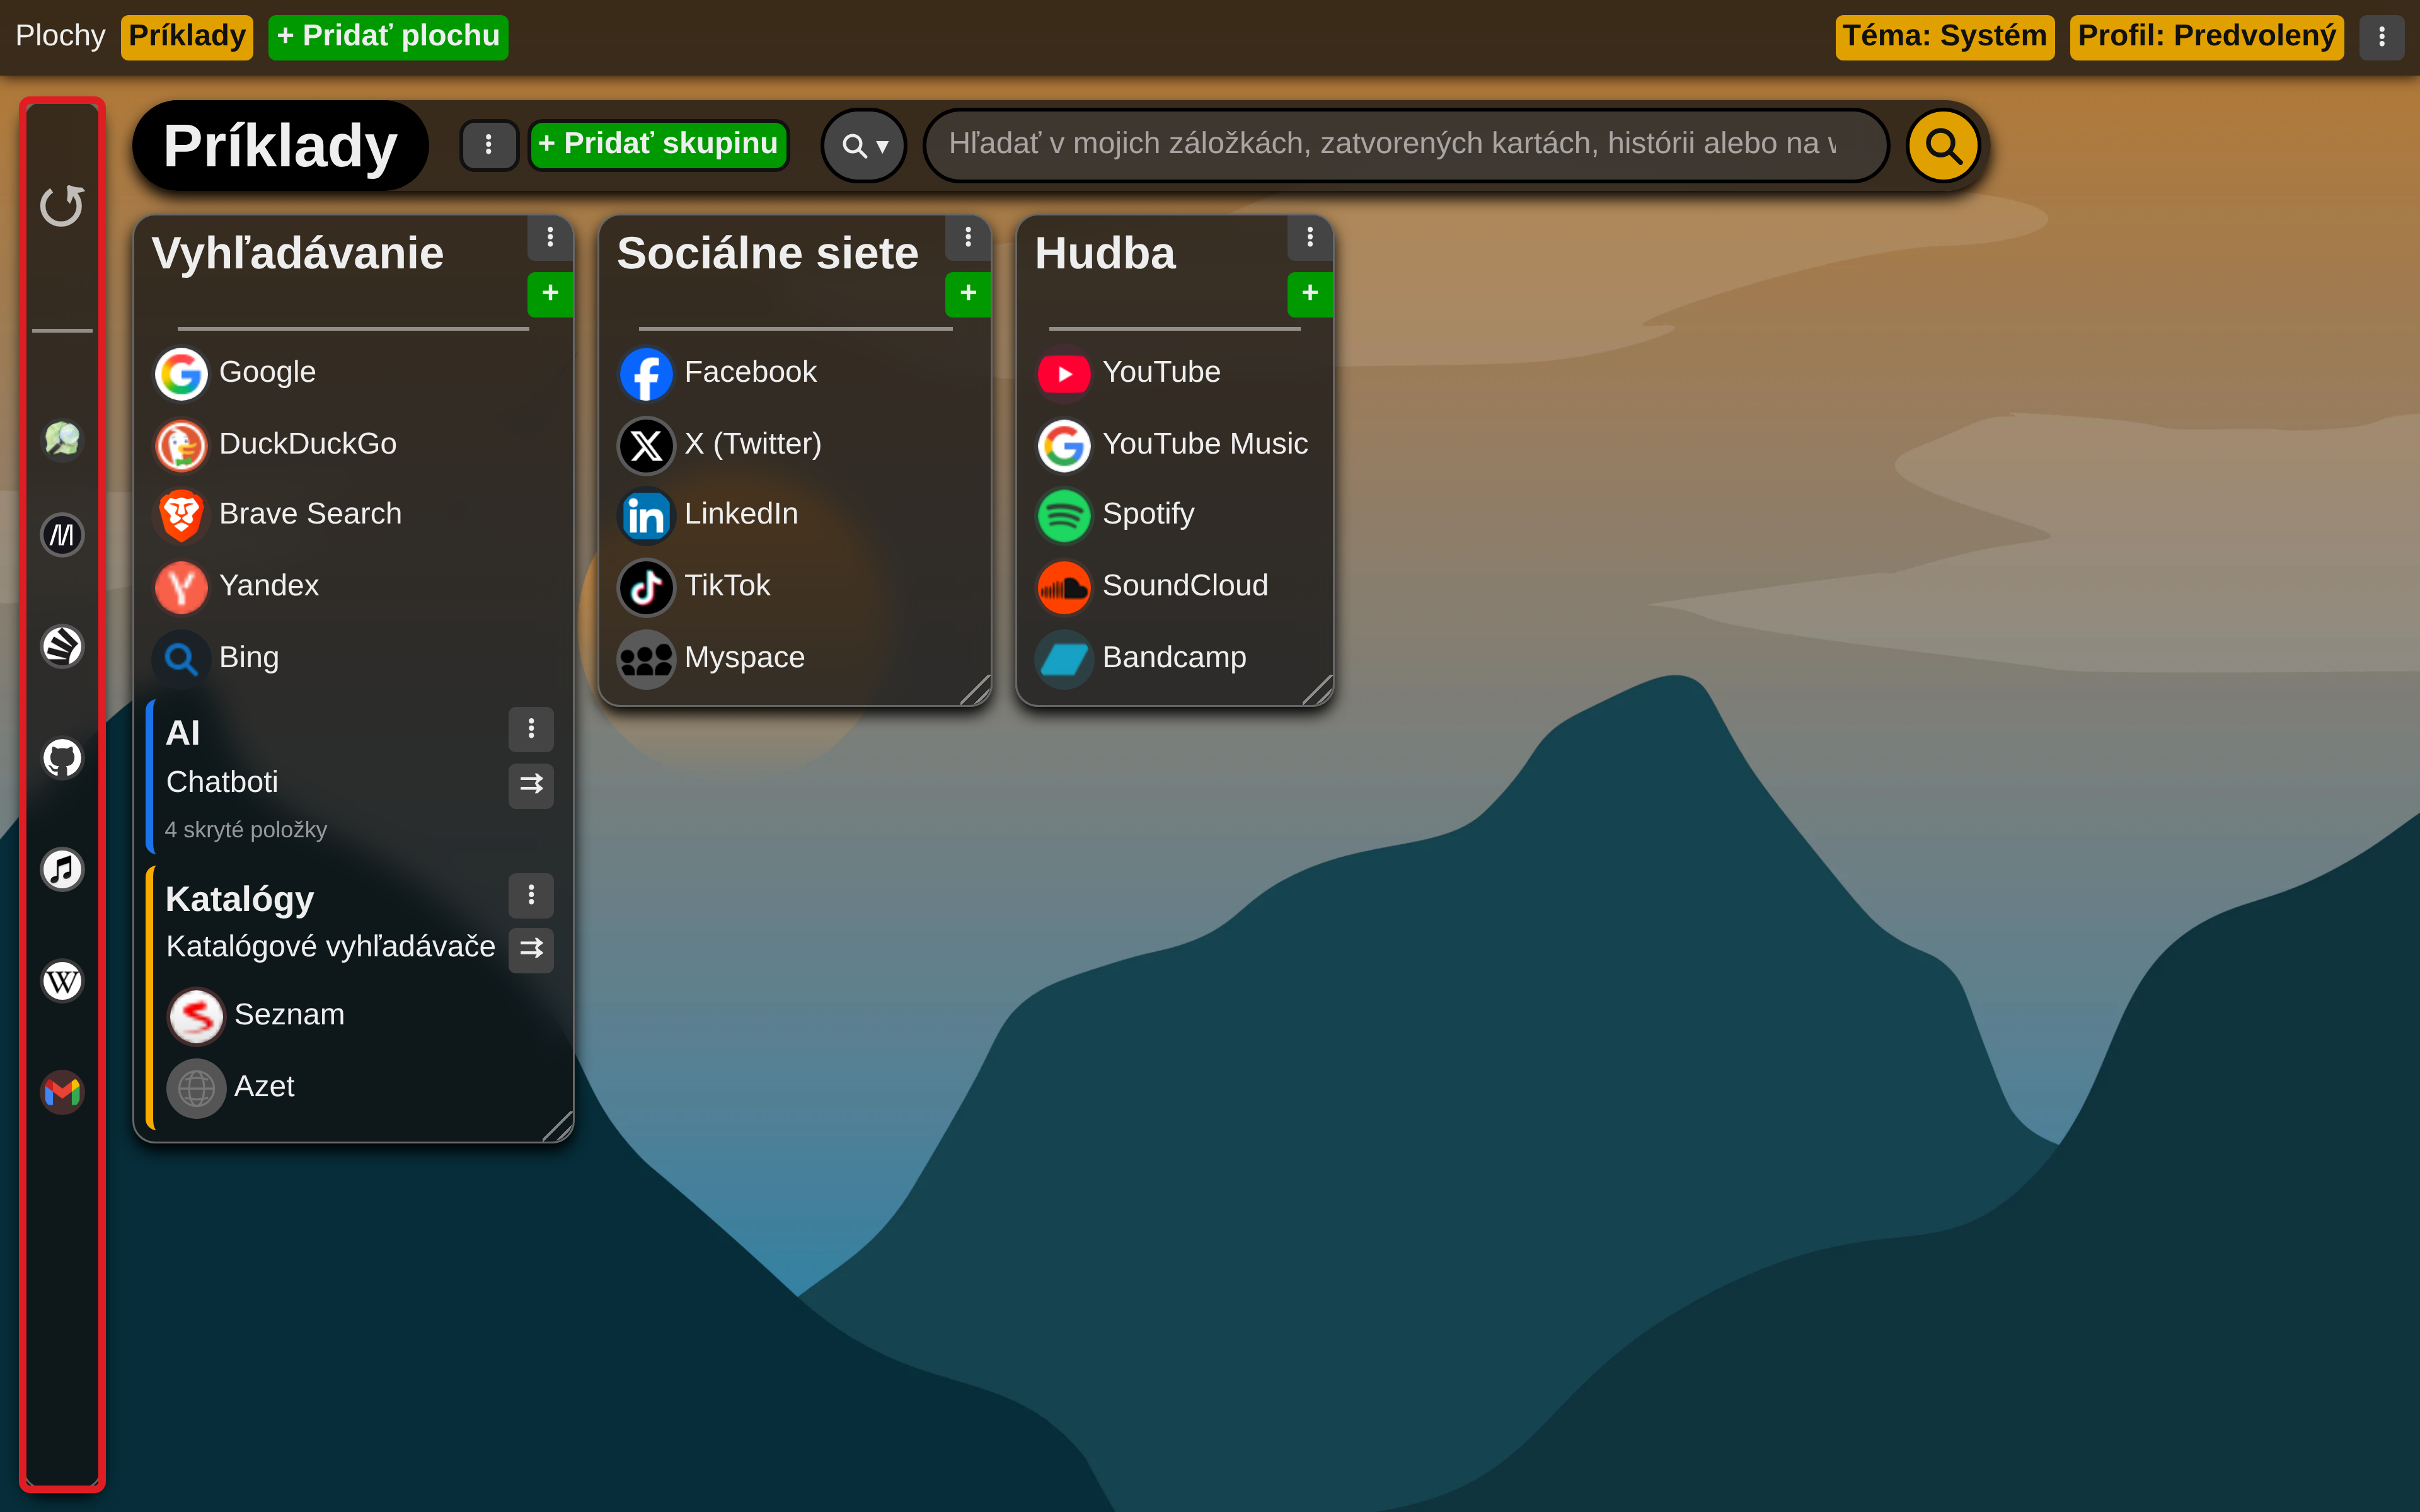 Plochy Príklady + Pridať plochu Téma: Systém Profil: Predvolený
Príklady + Pridať skupinu Hľadať v mojich záložkách, zatvorených kartách, histórii alebo na
Vyhľadávanie
+
Google
DuckDuckGo
Brave Search
Yandex
Bing
AI
Chatboti
4 skryté položky
Katalógy
Katalógové vyhľadávače
Seznam
Azet
Sociálne siete
+
Facebook
X (Twitter)
LinkedIn
TikTok
Myspace
Hudba
+
YouTube
YouTube Music
Spotify
SoundCloud
Bandcamp